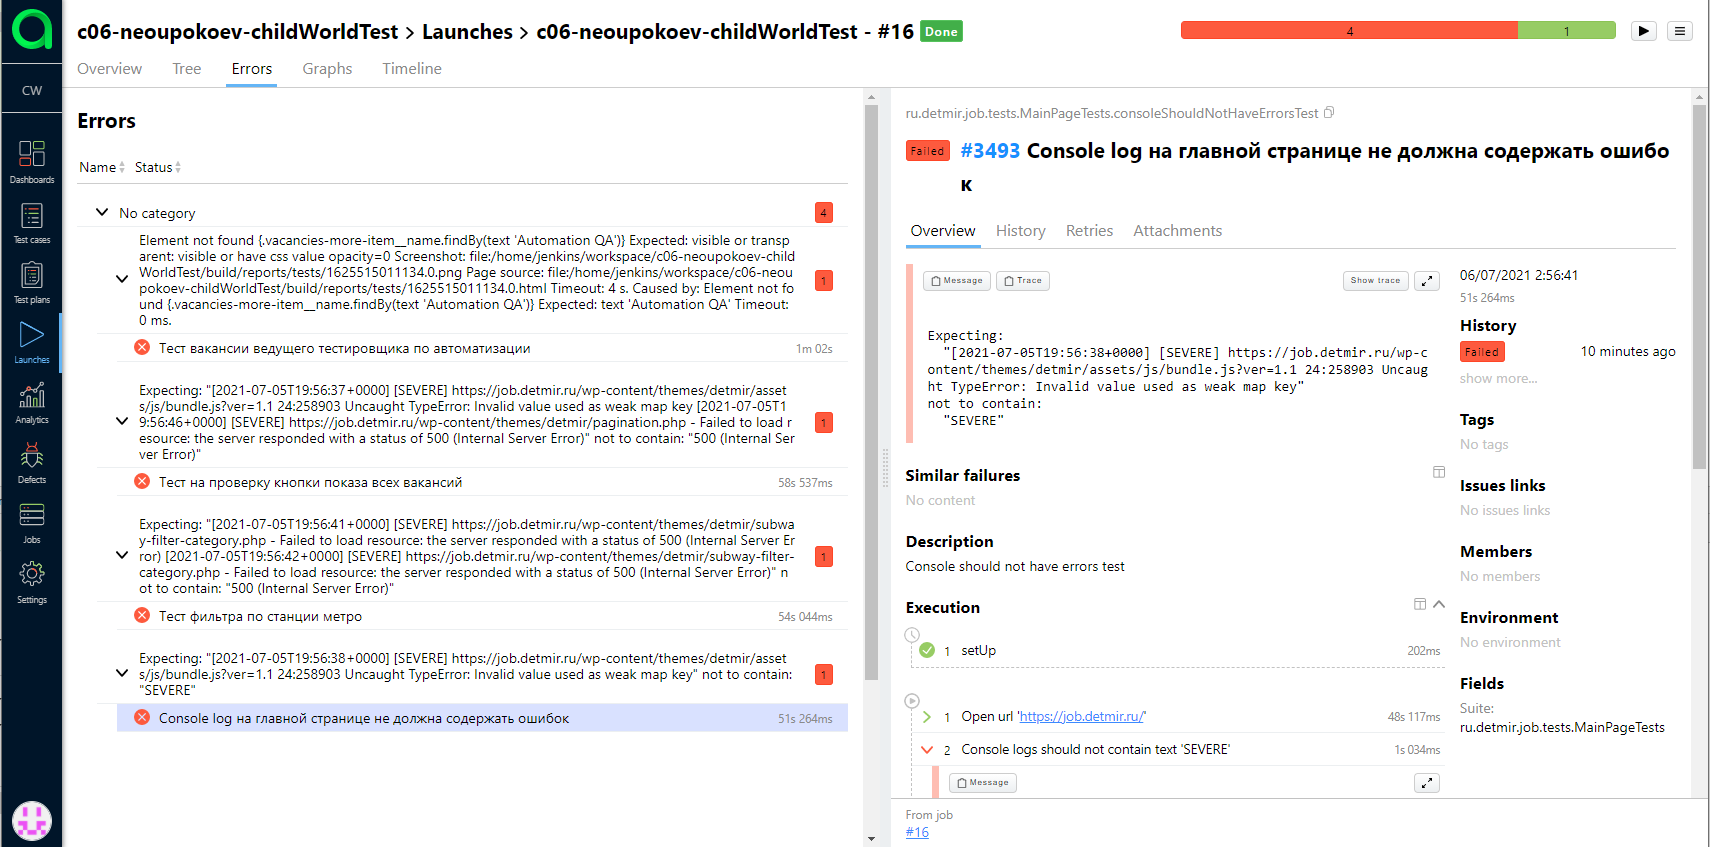 c06-neoupokoev-childWorldTest > Launches > c06-neoupokoev-childWorldTest - #16 Done
4 1
Overview Tree Errors Graphs Timeline
CW
Dashboards
Test cases
Test plans
Launches
Analytics
Defects
Jobs
Settings
Errors
Name Status
No category 4
Element not found {.vacancies-more-item__name.findBy(text 'Automation QA')} Expected: visible or transp
arent: visible or have css value opacity=0 Screenshot: file:/home/jenkins/workspace/c06-neoupokoev-child
WorldTest/build/reports/tests/1625515011134.0.png Page source: file:/home/jenkins/workspace/c06-neou
pokoev-childWorldTest/build/reports/tests/1625515011134.0.html Timeout: 4 s. Caused by: Element not fo
und {.vacancies-more-item__name.findBy(text 'Automation QA')} Expected: text 'Automation QA' Timeout:
0 ms.
1
Тест вакансии ведущего тестировщика по автоматизации 1m 02s
Expecting: "[2021-07-05T19:56:37+0000] [SEVERE] https://job.detmir.ru/wp-content/themes/detmir/asset
s/js/bundle.js?ver=1.1 24:258903 Uncaught TypeError: Invalid value used as weak map key [2021-07-05T1
9:56:46+0000] [SEVERE] https://job.detmir.ru/wp-content/themes/detmir/pagination.php - Failed to load r
esource: the server responded with a status of 500 (Internal Server Error)" not to contain: "500 (Internal Ser
ver Error)"
1
Тест на проверку кнопки показа всех вакансий 58s 537ms
Expecting: "[2021-07-05T19:56:41+0000] [SEVERE] https://job.detmir.ru/wp-content/themes/detmir/subwa
y-filter-category.php - Failed to load resource: the server responded with a status of 500 (Internal Server Er
ror) [2021-07-05T19:56:42+0000] [SEVERE] https://job.detmir.ru/wp-content/themes/detmir/subway-filter-
category.php - Failed to load resource: the server responded with a status of 500 (Internal Server Error)" n
ot to contain: "500 (Internal Server Error)"
1
Тест фильтра по станции метро 54s 044ms
Expecting: "[2021-07-05T19:56:38+0000] [SEVERE] https://job.detmir.ru/wp-content/themes/detmir/asset
s/js/bundle.js?ver=1.1 24:258903 Uncaught TypeError: Invalid value used as weak map key" not to contain:
"SEVERE"
1
Console log на главной странице не должна содержать ошибок 51s 264ms
ru.detmir.job.tests.MainPageTests.consoleShouldNotHaveErrorsTest
Failed #3493 Console log на главной странице не должна содержать ошибо
к
Overview History Retries Attachments
Message Trace Show trace
Expecting:
"[2021-07-05T19:56:38+0000] [SEVERE] https://job.detmir.ru/wp-c
ontent/themes/detmir/assets/js/bundle.js?ver=1.1 24:258903 Uncaug
ht TypeError: Invalid value used as weak map key"
not to contain:
"SEVERE"
Similar failures
No content
Description
Console should not have errors test
Execution
1 setUp 202ms
1 Open url 'https://job.detmir.ru/' 48s 117ms
2 Console logs should not contain text 'SEVERE' 1s 034ms
Message
06/07/2021 2:56:41
51s 264ms
History
Failed 10 minutes ago
show more...
Tags
No tags
Issues links
No issues links
Members
No members
Environment
No environment
Fields
Suite:
ru.detmir.job.tests.MainPageTests
From job
#16